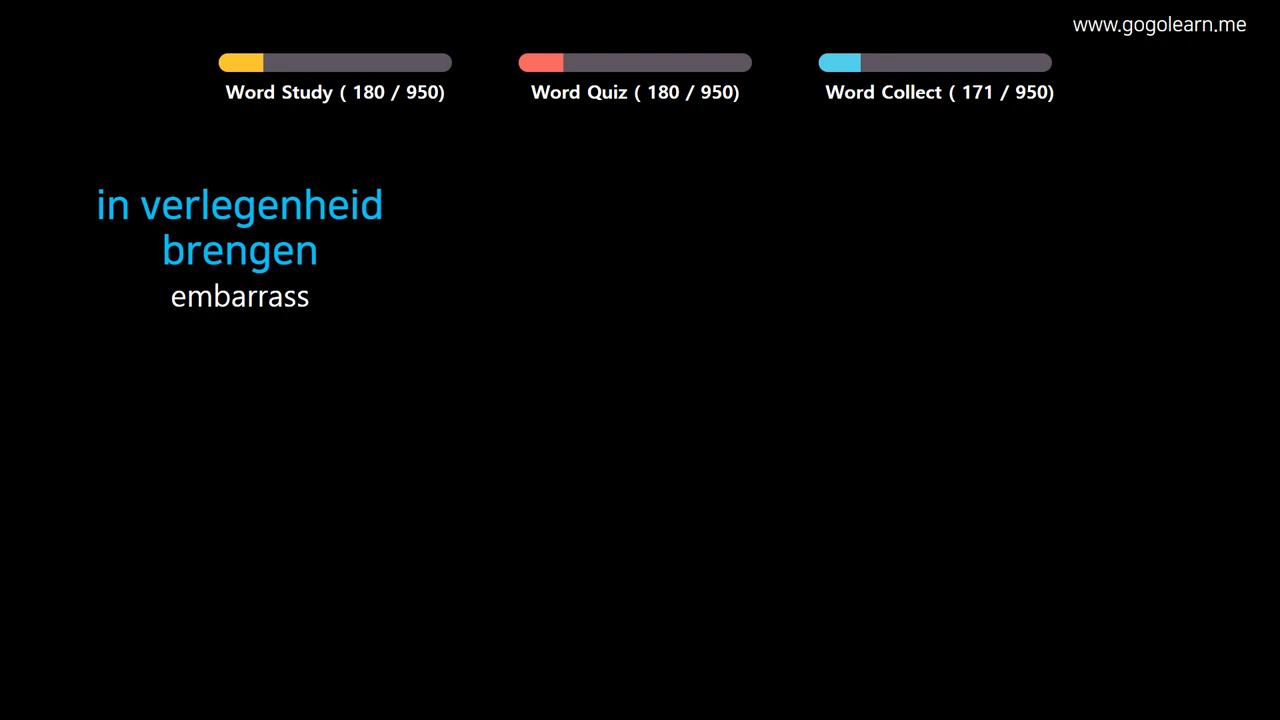 www.gogolearn.me
Word Study ( 180 / 950)
Word Quiz ( 180 / 950)
Word Collect ( 171 / 950)
in verlegenheid
brengen
embarrass